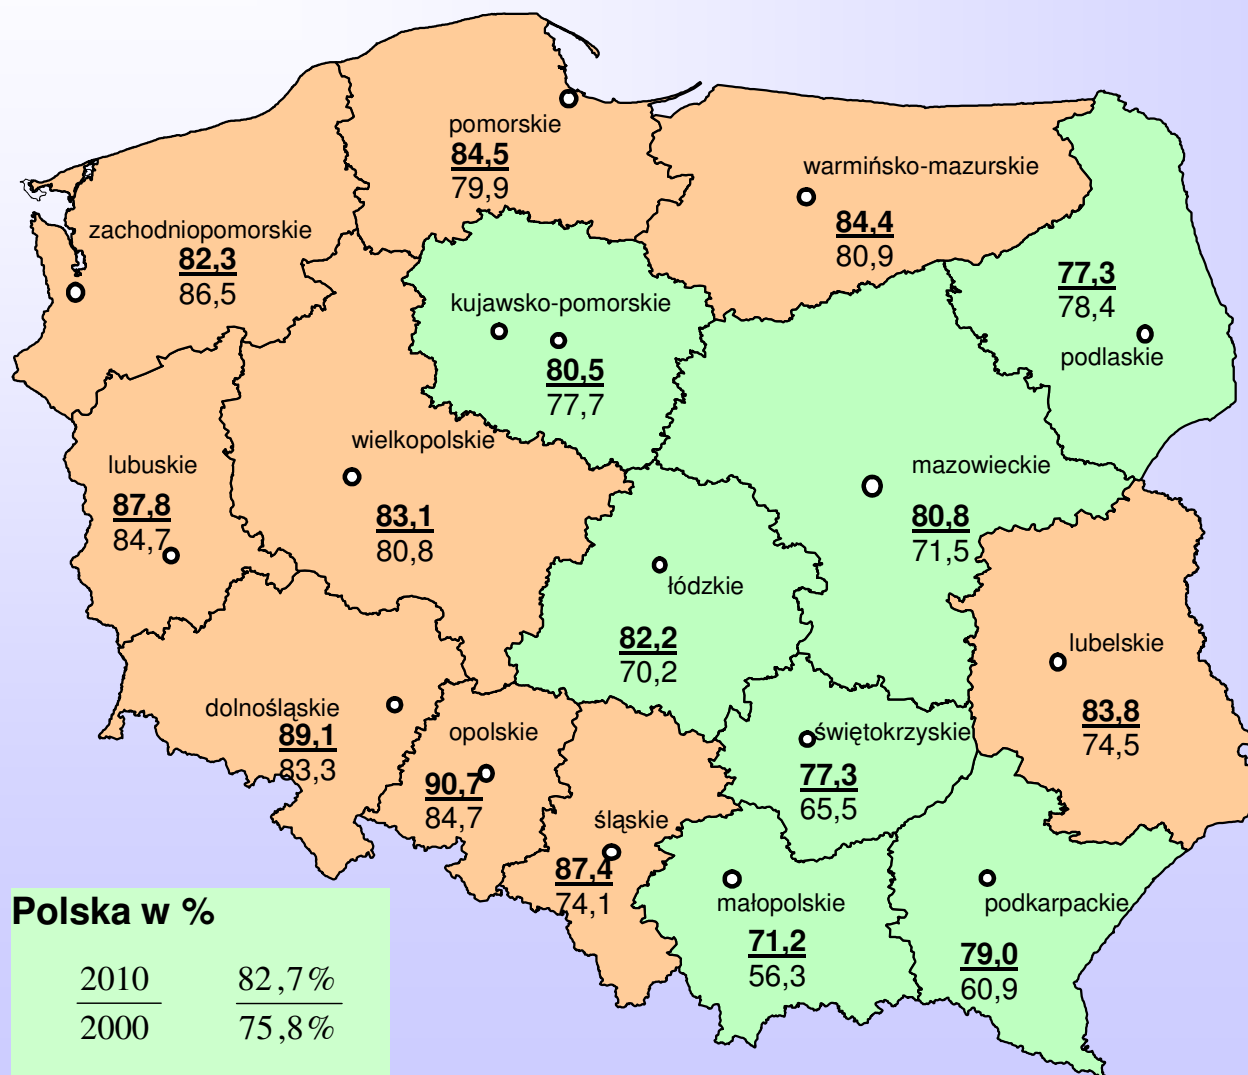 pomorskie
84,5
79,9
warmińsko-mazurskie
84,4
80,9
zachodniopomorskie
82,3
86,5
77,3
78,4
podlaskie
kujawsko-pomorskie
80,5
77,7
wielkopolskie
83,1
80,8
lubuskie
87,8
84,7
mazowieckie
80,8
71,5
łódzkie
82,2
70,2
lubelskie
83,8
74,5
dolnośląskie
89,1
83,3
opolskie
90,7
84,7
świętokrzyskie
77,3
65,5
śląskie
87,4
74,1
małopolskie
71,2
56,3
podkarpackie
79,0
60,9
Polska w %
2010 82,7%
2000 75,8%